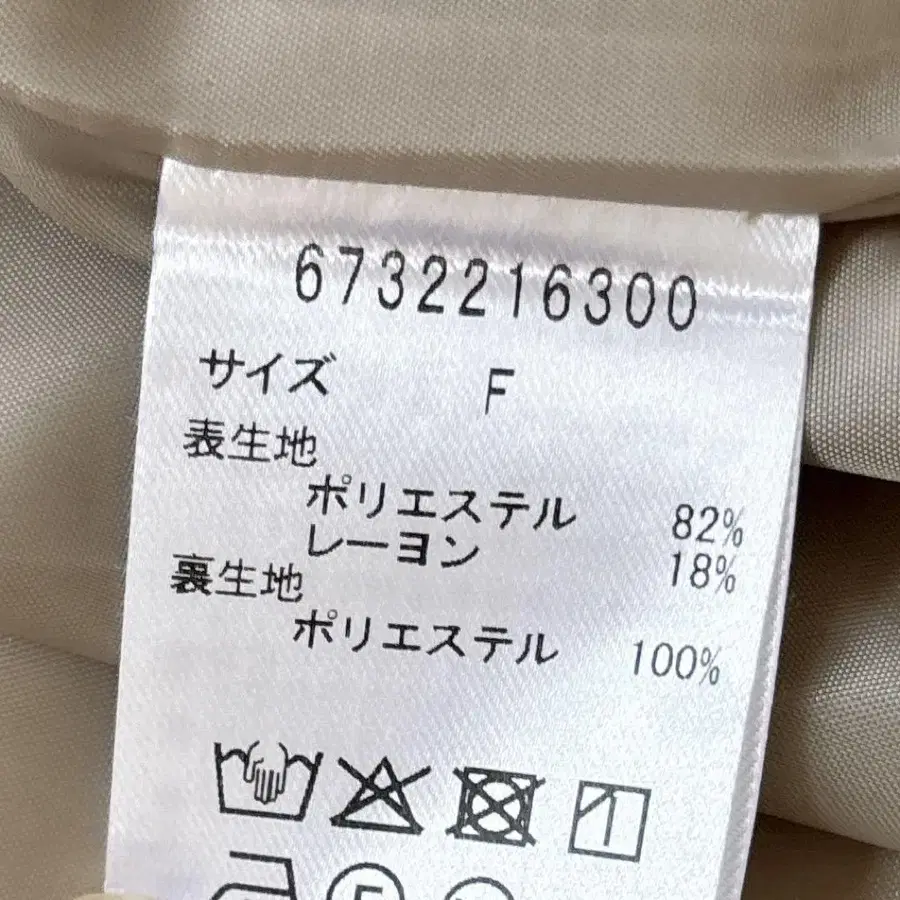 6732216300
サイズ F
表生地
ポリエステル 82%
レーヨン 18%
裏生地
ポリエステル 100%